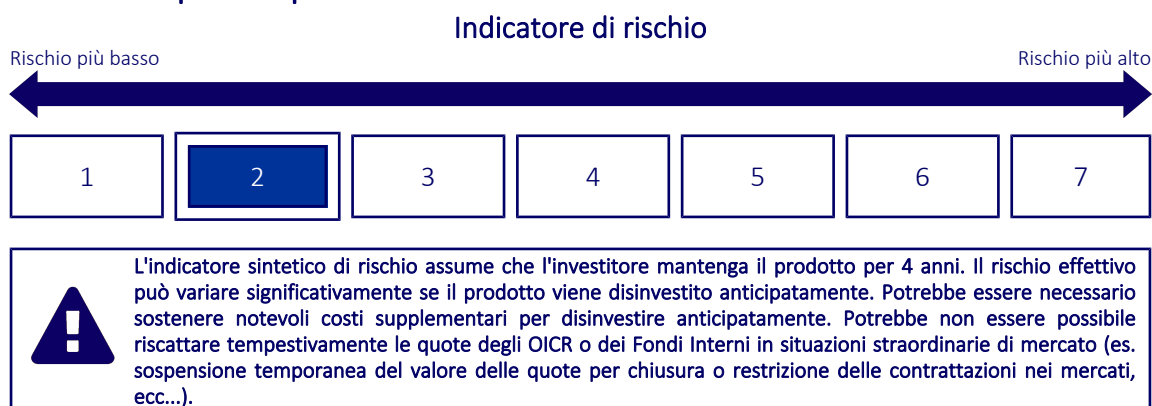 Indicatore di rischio
Rischio più basso
Rischio più alto
1
2
3
4
5
6
7
L'indicatore sintetico di rischio assume che l'investitore mantenga il prodotto per 4 anni. Il rischio effettivo
può variare significativamente se il prodotto viene disinvestito anticipatamente. Potrebbe essere necessario
sostenere notevoli costi supplementari per disinvestire anticipatamente. Potrebbe non essere possibile
riscattare tempestivamente le quote degli OICR o dei Fondi Interni in situazioni straordinarie di mercato (es.
sospensione temporanea del valore delle quote per chiusura o restrizione delle contrattazioni nei mercati,
ecc...).